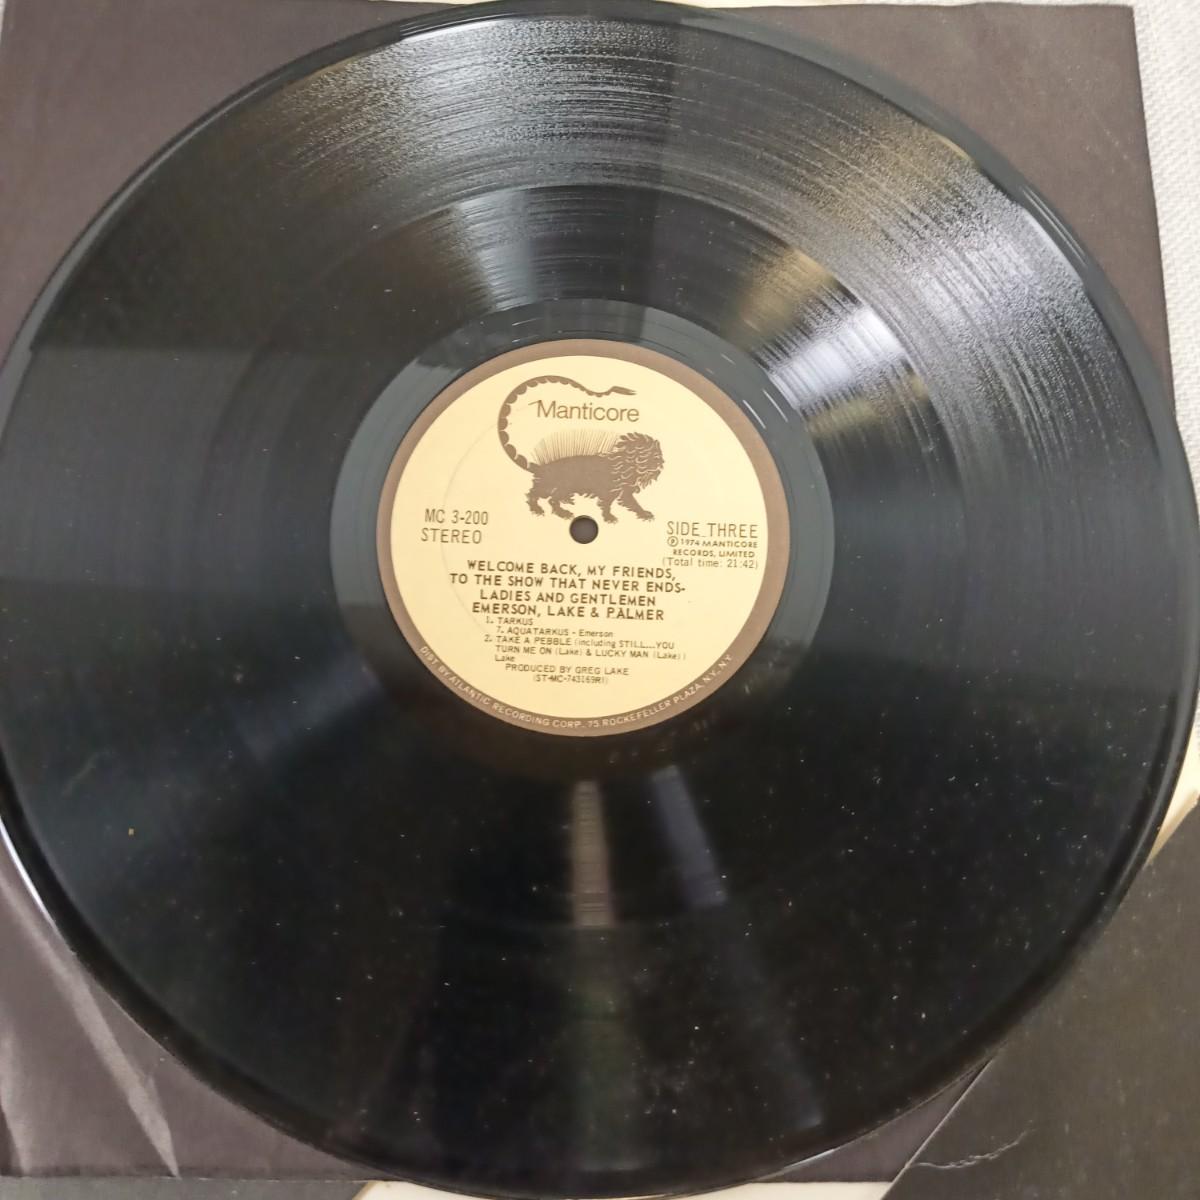 Manticore
MC 3-200
STEREO
SIDE THREE
℗ 1974 MANTICORE
RECORDS, LIMITED
(Total time: 21:42)
WELCOME BACK, MY FRIENDS,
TO THE SHOW THAT NEVER ENDS-
LADIES AND GENTLEMEN
EMERSON, LAKE & PALMER
1. TARKUS
7. AQUATARKUS - Emerson
2. TAKE A PEBBLE (including STILL...YOU
TURN ME ON (Lake) & LUCKY MAN (Lake))
Lake
PRODUCED BY GREG LAKE
(ST-MC-743169RI)
DIST. BY ATLANTIC RECORDING CORP., 75 ROCKEFELLER PLAZA, N.Y., N.Y.